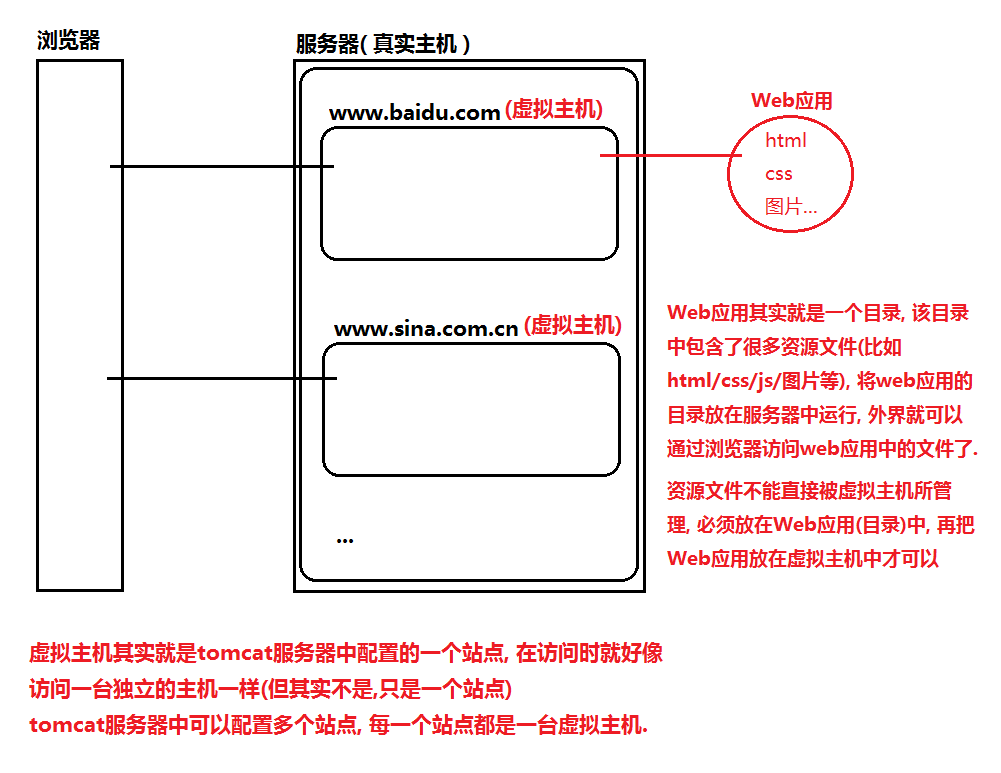 浏览器
服务器( 真实主机 )
www.baidu.com (虚拟主机)
Web应用
html
css
图片...
www.sina.com.cn (虚拟主机)
...
Web应用其实就是一个目录, 该目录
中包含了很多资源文件(比如
html/css/js/图片等), 将web应用的
目录放在服务器中运行, 外界就可以
通过浏览器访问web应用中的文件了.
资源文件不能直接被虚拟主机所管
理, 必须放在Web应用(目录)中, 再把
Web应用放在虚拟主机中才可以
虚拟主机其实就是tomcat服务器中配置的一个站点, 在访问时就好像
访问一台独立的主机一样(但其实不是,只是一个站点)
tomcat服务器中可以配置多个站点, 每一个站点都是一台虚拟主机.